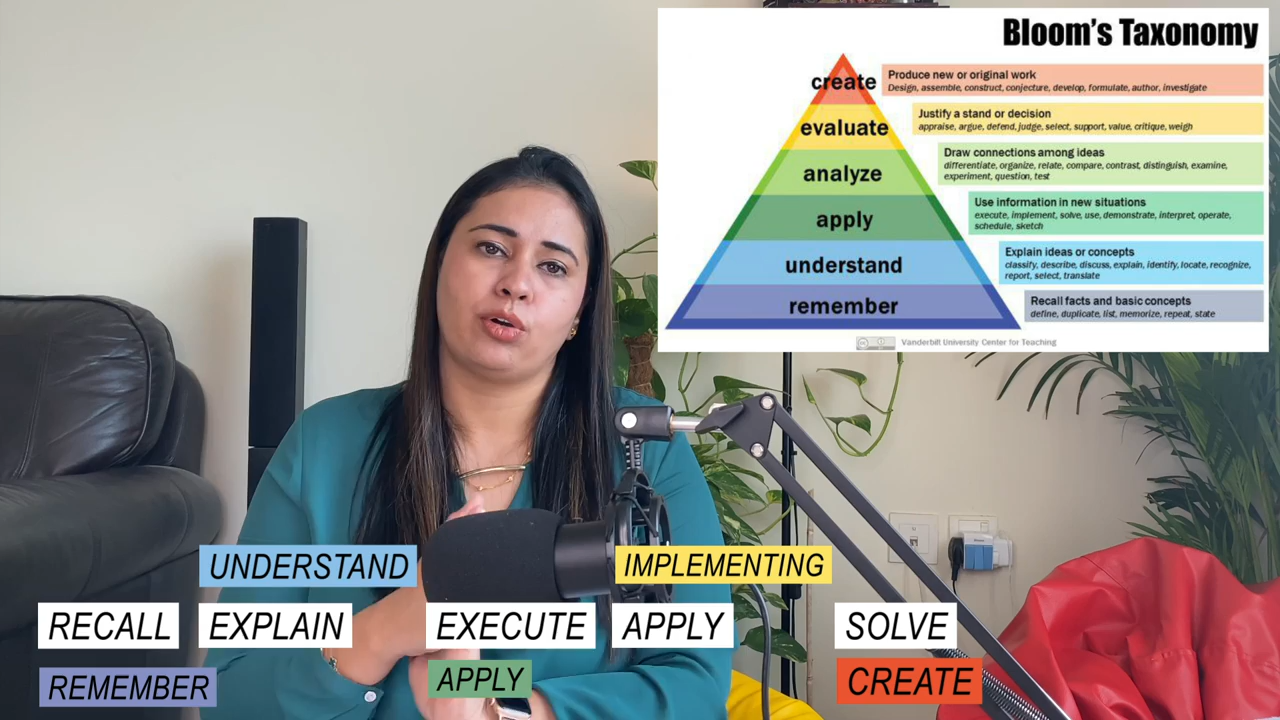 Bloom's Taxonomy
create
Produce new or original work
Design, assemble, construct, conjecture, develop, formulate, author, investigate
evaluate
Justify a stand or decision
appraise, argue, defend, judge, select, support, value, critique, weigh
analyze
Draw connections among ideas
differentiate, organize, relate, compare, contrast, distinguish, examine,
experiment, question, test
apply
Use information in new situations
execute, implement, solve, use, demonstrate, interpret, operate,
schedule, sketch
understand
Explain ideas or concepts
classify, describe, discuss, explain, identify, locate, recognize,
report, select, translate
remember
Recall facts and basic concepts
define, duplicate, list, memorize, repeat, state
Vanderbilt University Center for Teaching
UNDERSTAND IMPLEMENTING
RECALL EXPLAIN EXECUTE APPLY SOLVE
REMEMBER APPLY CREATE